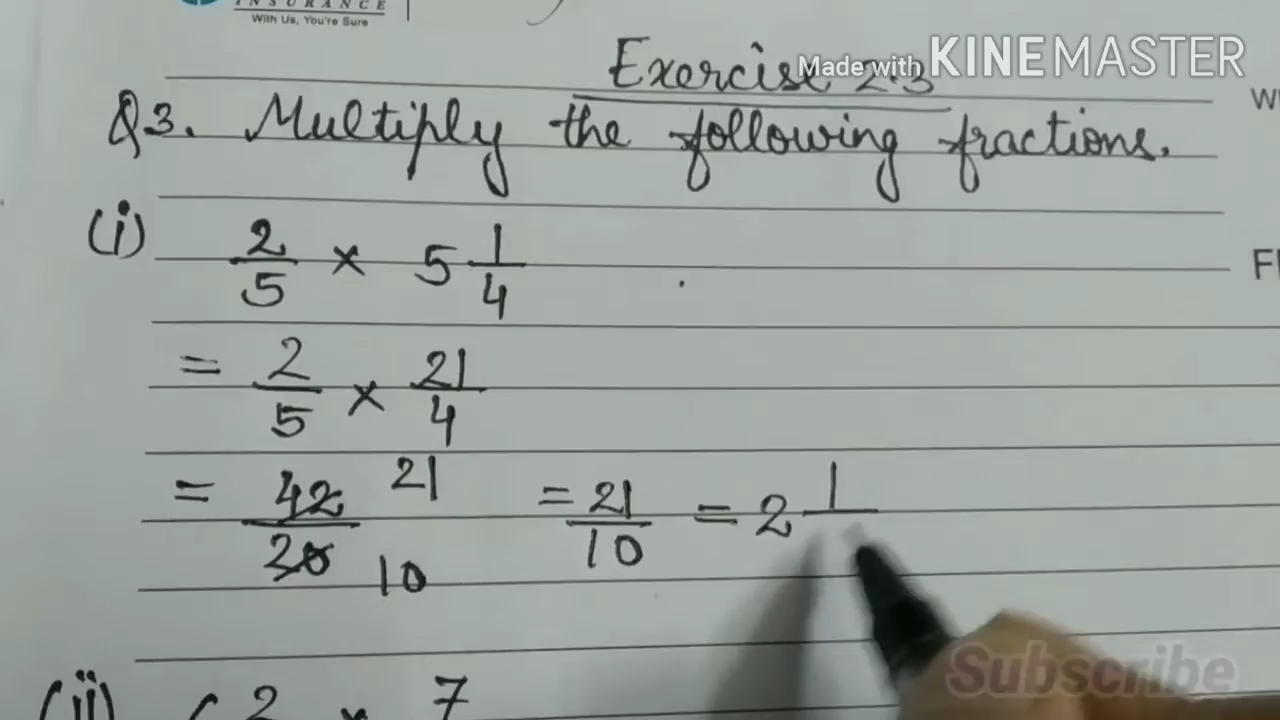 INSURANCE
With Us, You're Sure
Exercise 2.3
Made with KINEMASTER
Q3. Multiply the following fractions.
(i) 2/5 × 5 1/4
= 2/5 × 21/4
= 42/20 21/10 = 21/10 = 2 1/
(ii) 2 × 7
Subscribe